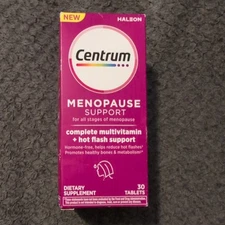 NEW
HALEON
Centrum
MENOPAUSE
SUPPORT
for all stages of menopause
complete multivitamin
+ hot flash support
Hormone-free, helps reduce hot flashes†
Promotes healthy bones & metabolism*
DIETARY
SUPPLEMENT
30
TABLETS